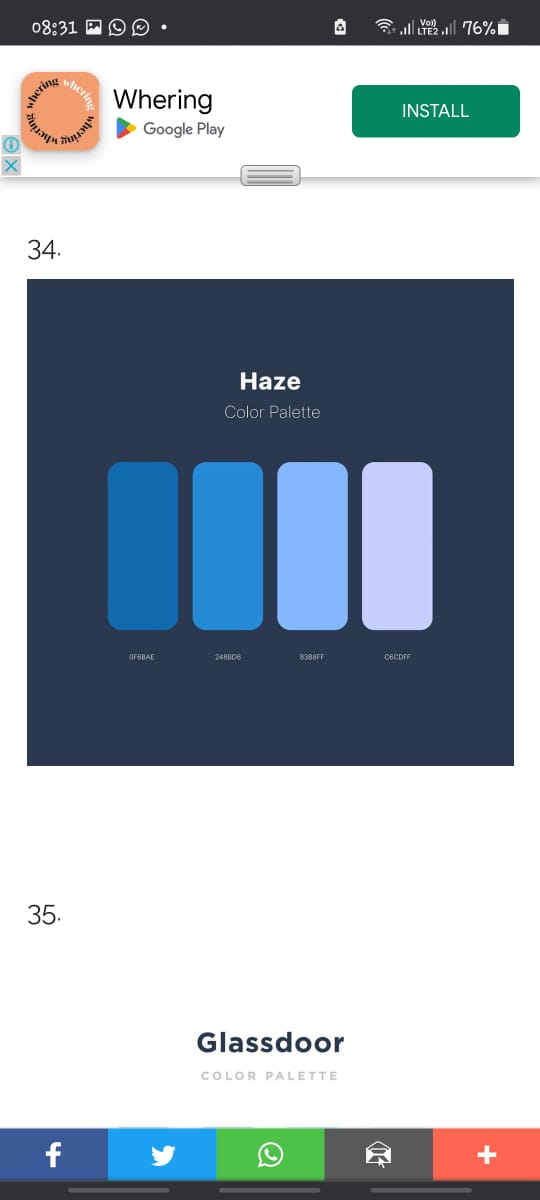 08:31
Vo))
LTE2
76%
whering whering whering whering
Whering
Google Play
INSTALL
34.
Haze
Color Palette
0F6BAE 248BD6 83B8FF C6CDFF
35.
Glassdoor
COLOR PALETTE